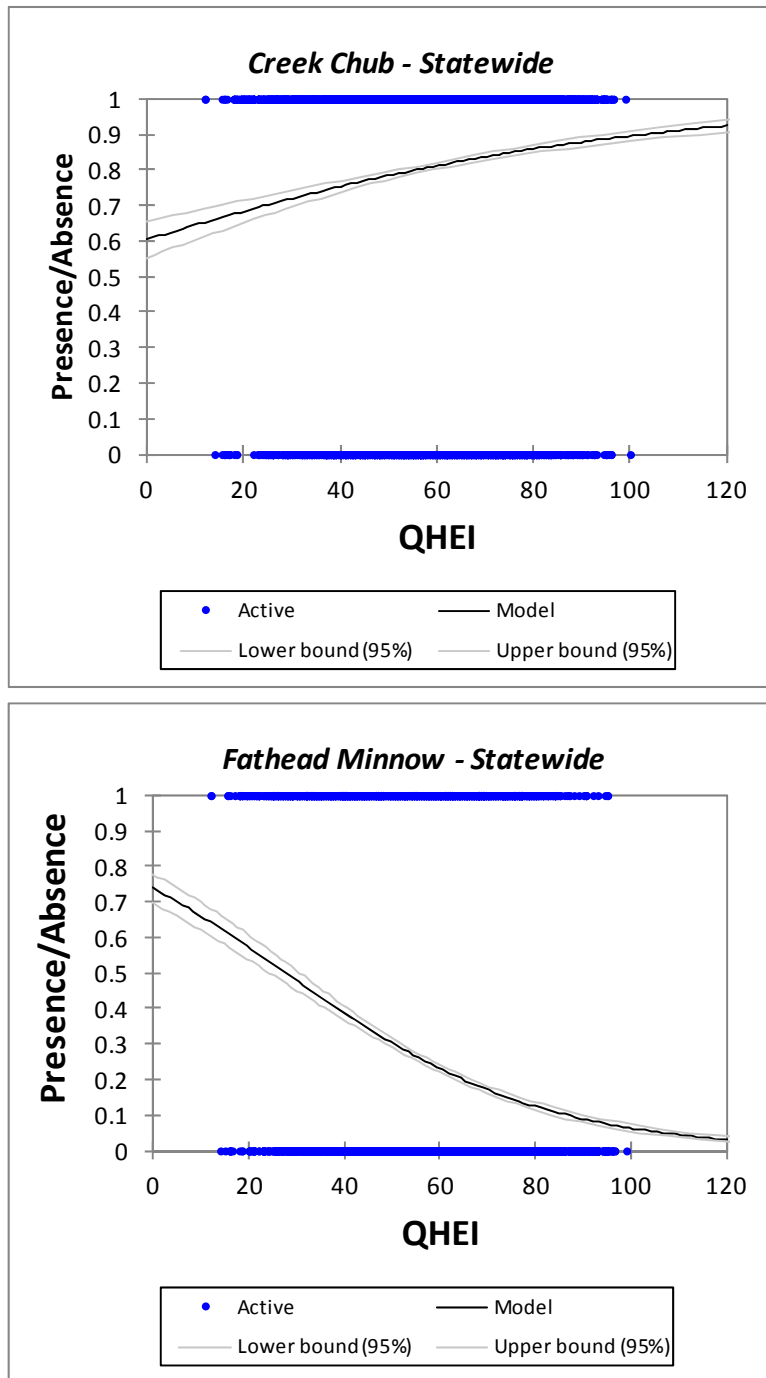 Creek Chub - Statewide
1
0.9
0.8
0.7
0.6
0.5
0.4
0.3
0.2
0.1
0
Presence/Absence
0 20 40 60 80 100 120
QHEI
Active Model
Lower bound (95%) Upper bound (95%)
Fathead Minnow - Statewide
1
0.9
0.8
0.7
0.6
0.5
0.4
0.3
0.2
0.1
0
Presence/Absence
0 20 40 60 80 100 120
QHEI
Active Model
Lower bound (95%) Upper bound (95%)